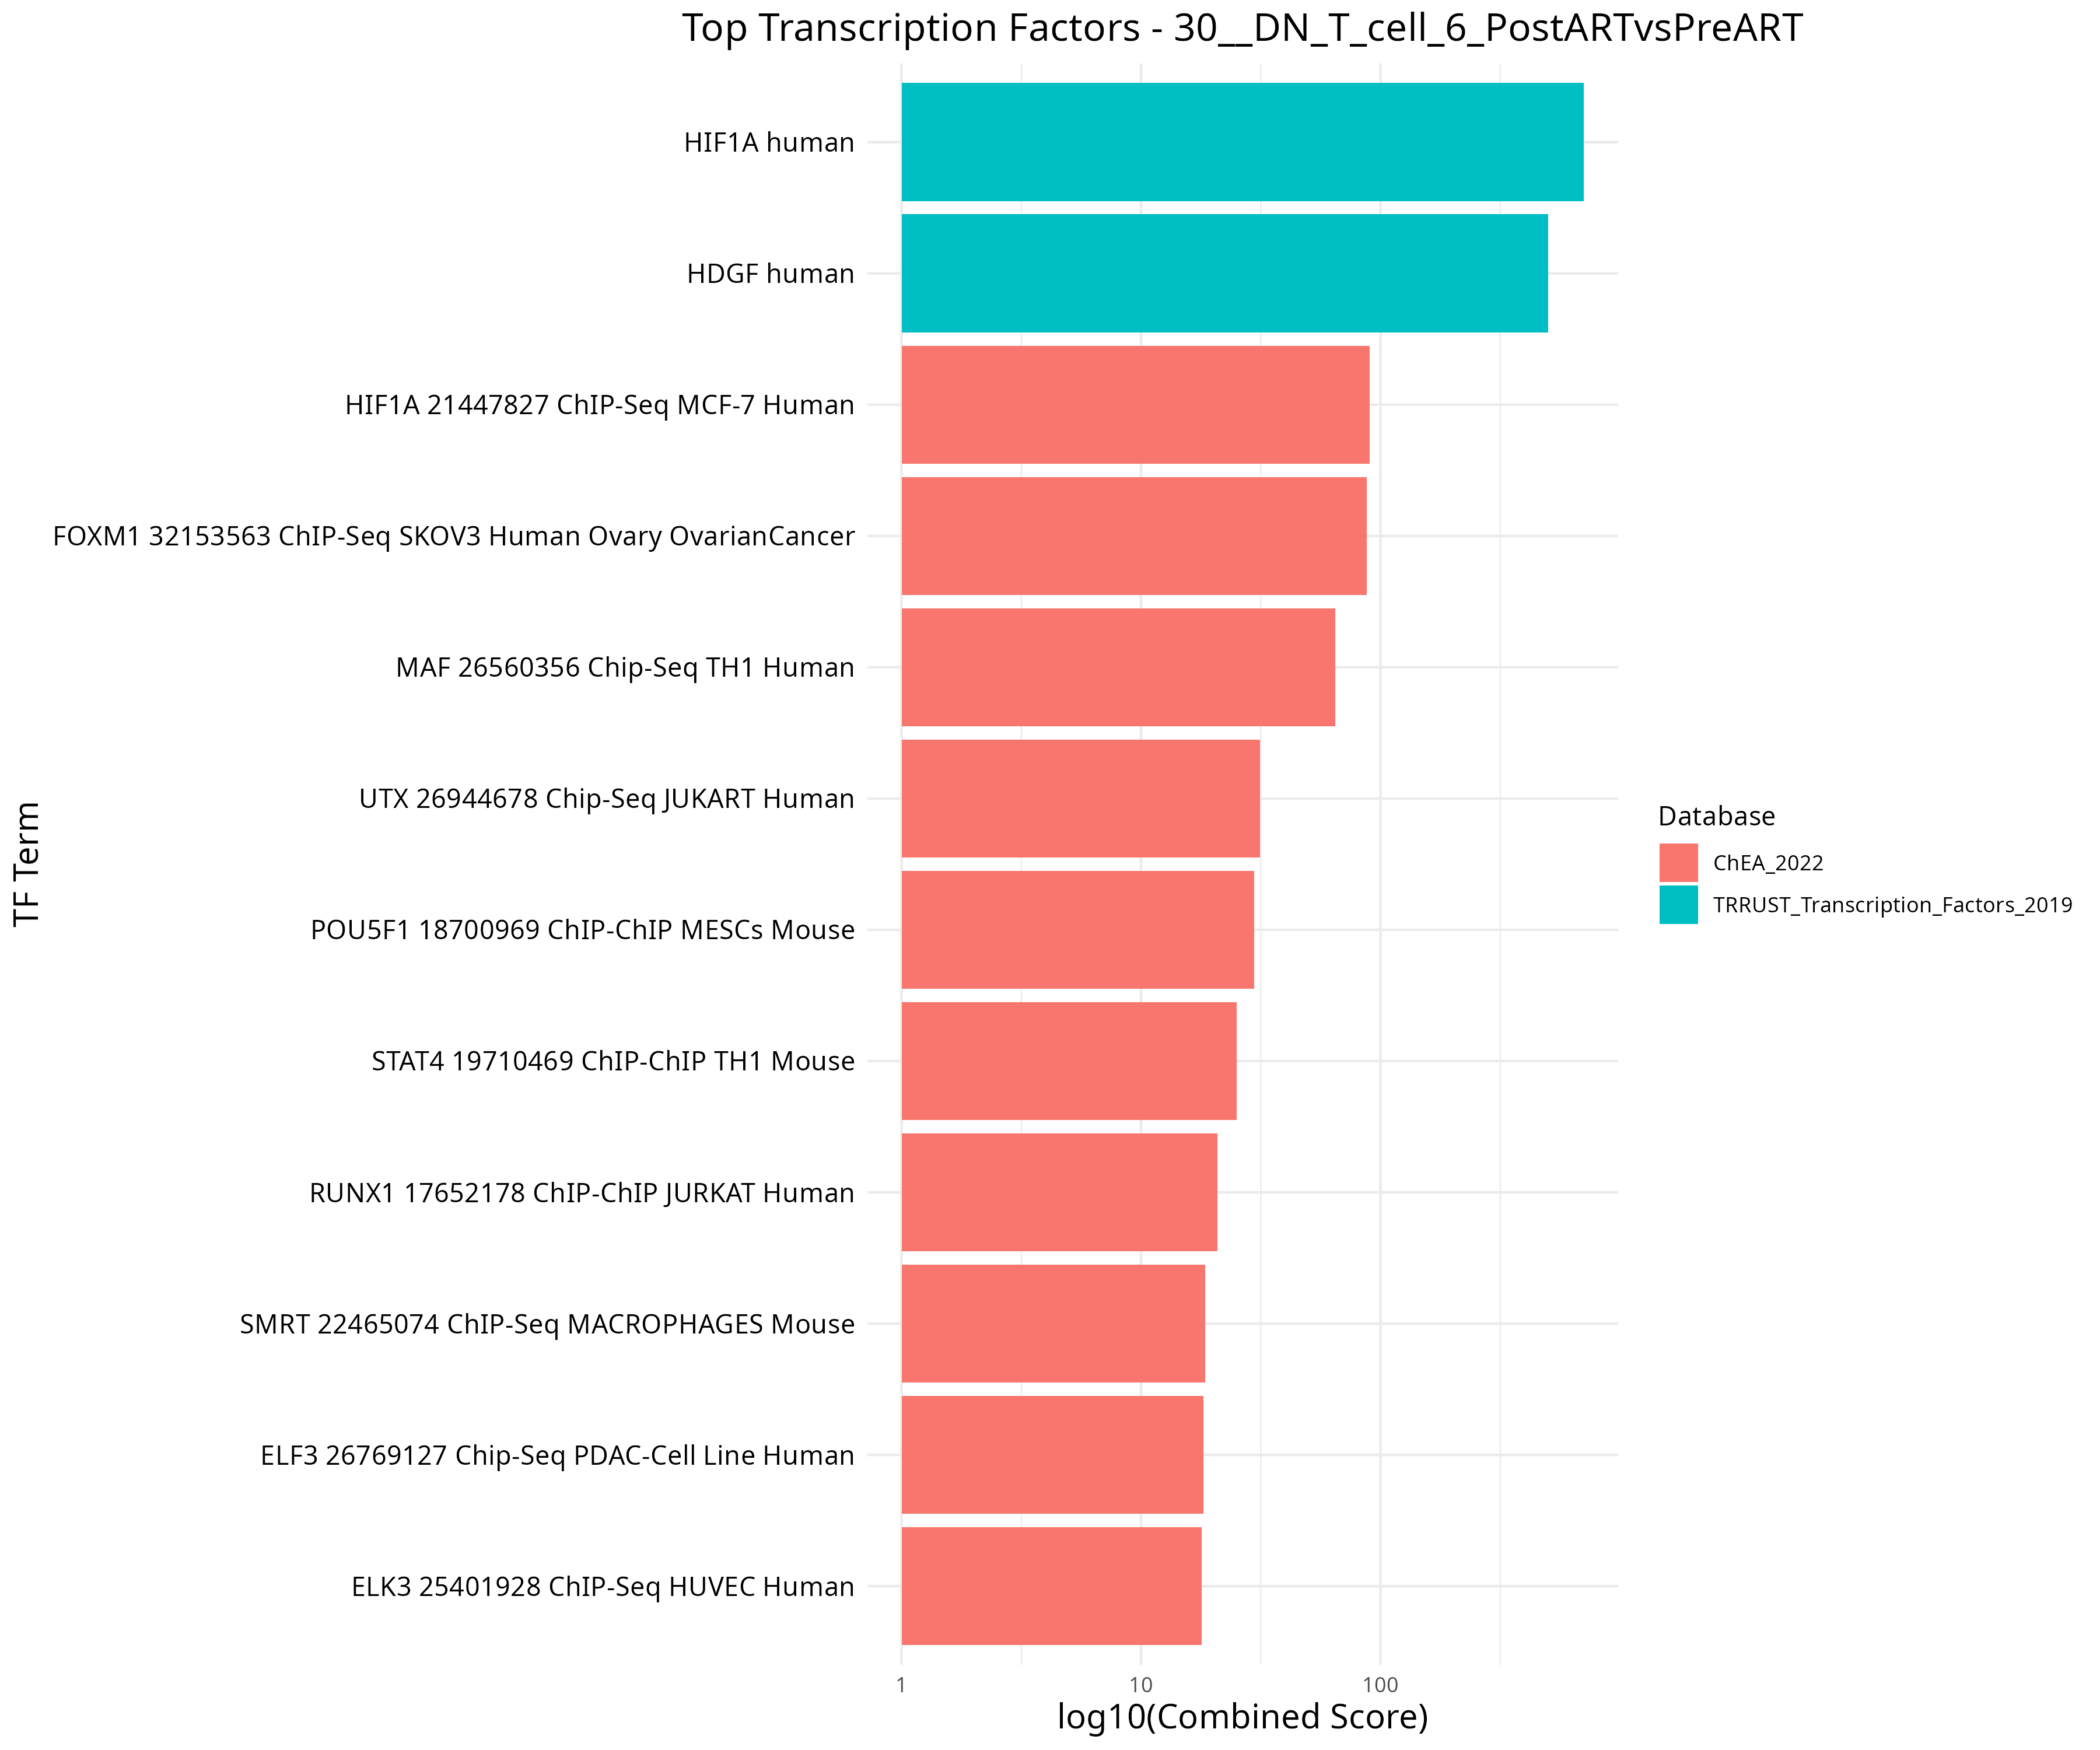 Top Transcription Factors - 30__DN_T_cell_6_PostARTvsPreART
HIF1A human
HDGF human
HIF1A 21447827 ChIP-Seq MCF-7 Human
FOXM1 32153563 ChIP-Seq SKOV3 Human Ovary OvarianCancer
MAF 26560356 Chip-Seq TH1 Human
UTX 26944678 Chip-Seq JUKART Human
POU5F1 18700969 ChIP-ChIP MESCs Mouse
STAT4 19710469 ChIP-ChIP TH1 Mouse
RUNX1 17652178 ChIP-ChIP JURKAT Human
SMRT 22465074 ChIP-Seq MACROPHAGES Mouse
ELF3 26769127 Chip-Seq PDAC-Cell Line Human
ELK3 25401928 ChIP-Seq HUVEC Human
TF Term
1 10 100
log10(Combined Score)
Database
ChEA_2022
TRRUST_Transcription_Factors_2019